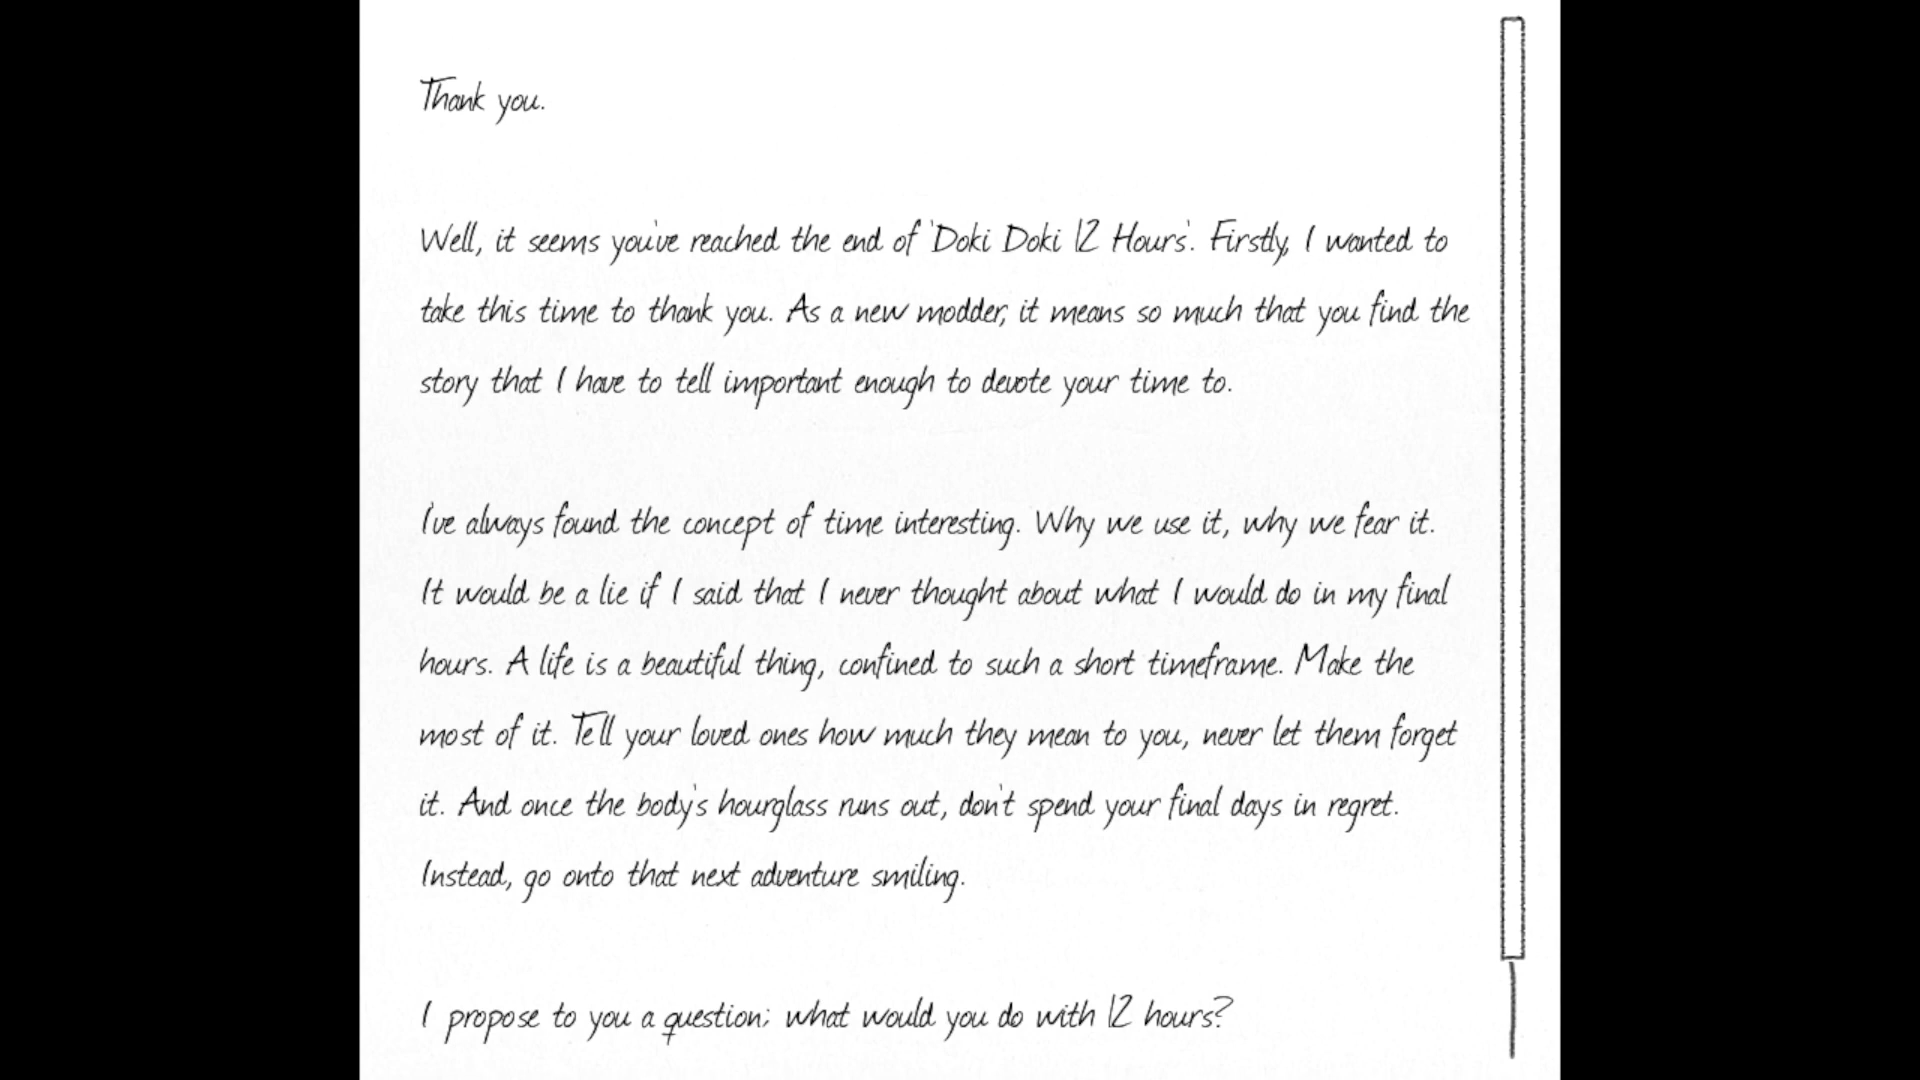 Thank you.
Well, it seems you've reached the end of 'Doki Doki 12 Hours'. Firstly, I wanted to
take this time to thank you. As a new modder, it means so much that you find the
story that I have to tell important enough to devote your time to.
I've always found the concept of time interesting. Why we use it, why we fear it.
It would be a lie if I said that I never thought about what I would do in my final
hours. A life is a beautiful thing, confined to such a short timeframe. Make the
most of it. Tell your loved ones how much they mean to you, never let them forget
it. And once the body's hourglass runs out, don't spend your final days in regret.
Instead, go onto that next adventure smiling.
I propose to you a question; what would you do with 12 hours?